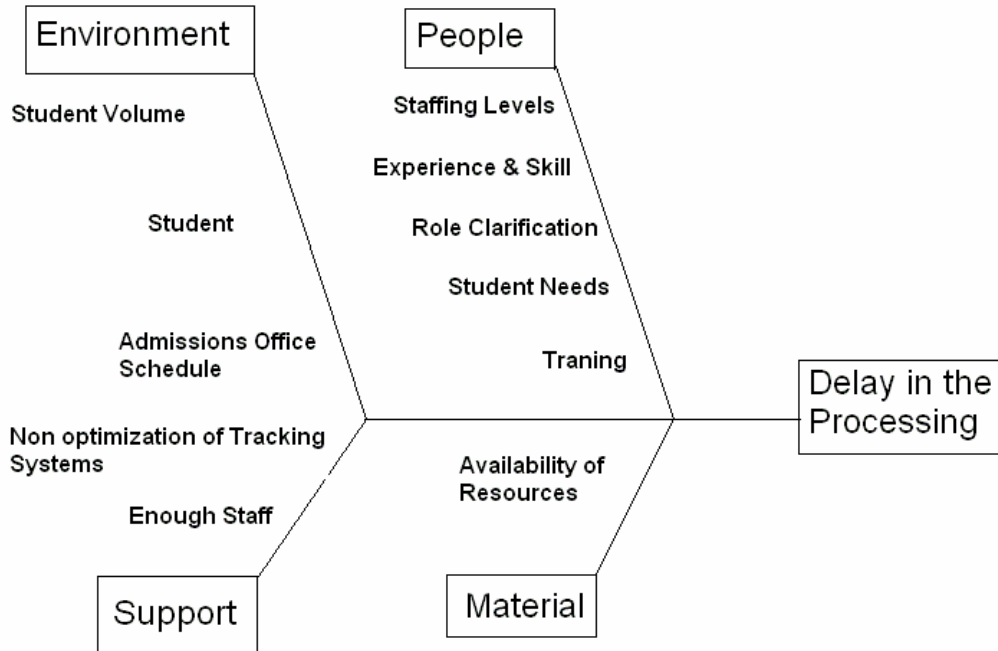 Environment
Student Volume
Student
Admissions Office
Schedule
People
Staffing Levels
Experience & Skill
Role Clarification
Student Needs
Traning
Delay in the
Processing
Non optimization of Tracking
Systems
Enough Staff
Support
Availability of
Resources
Material